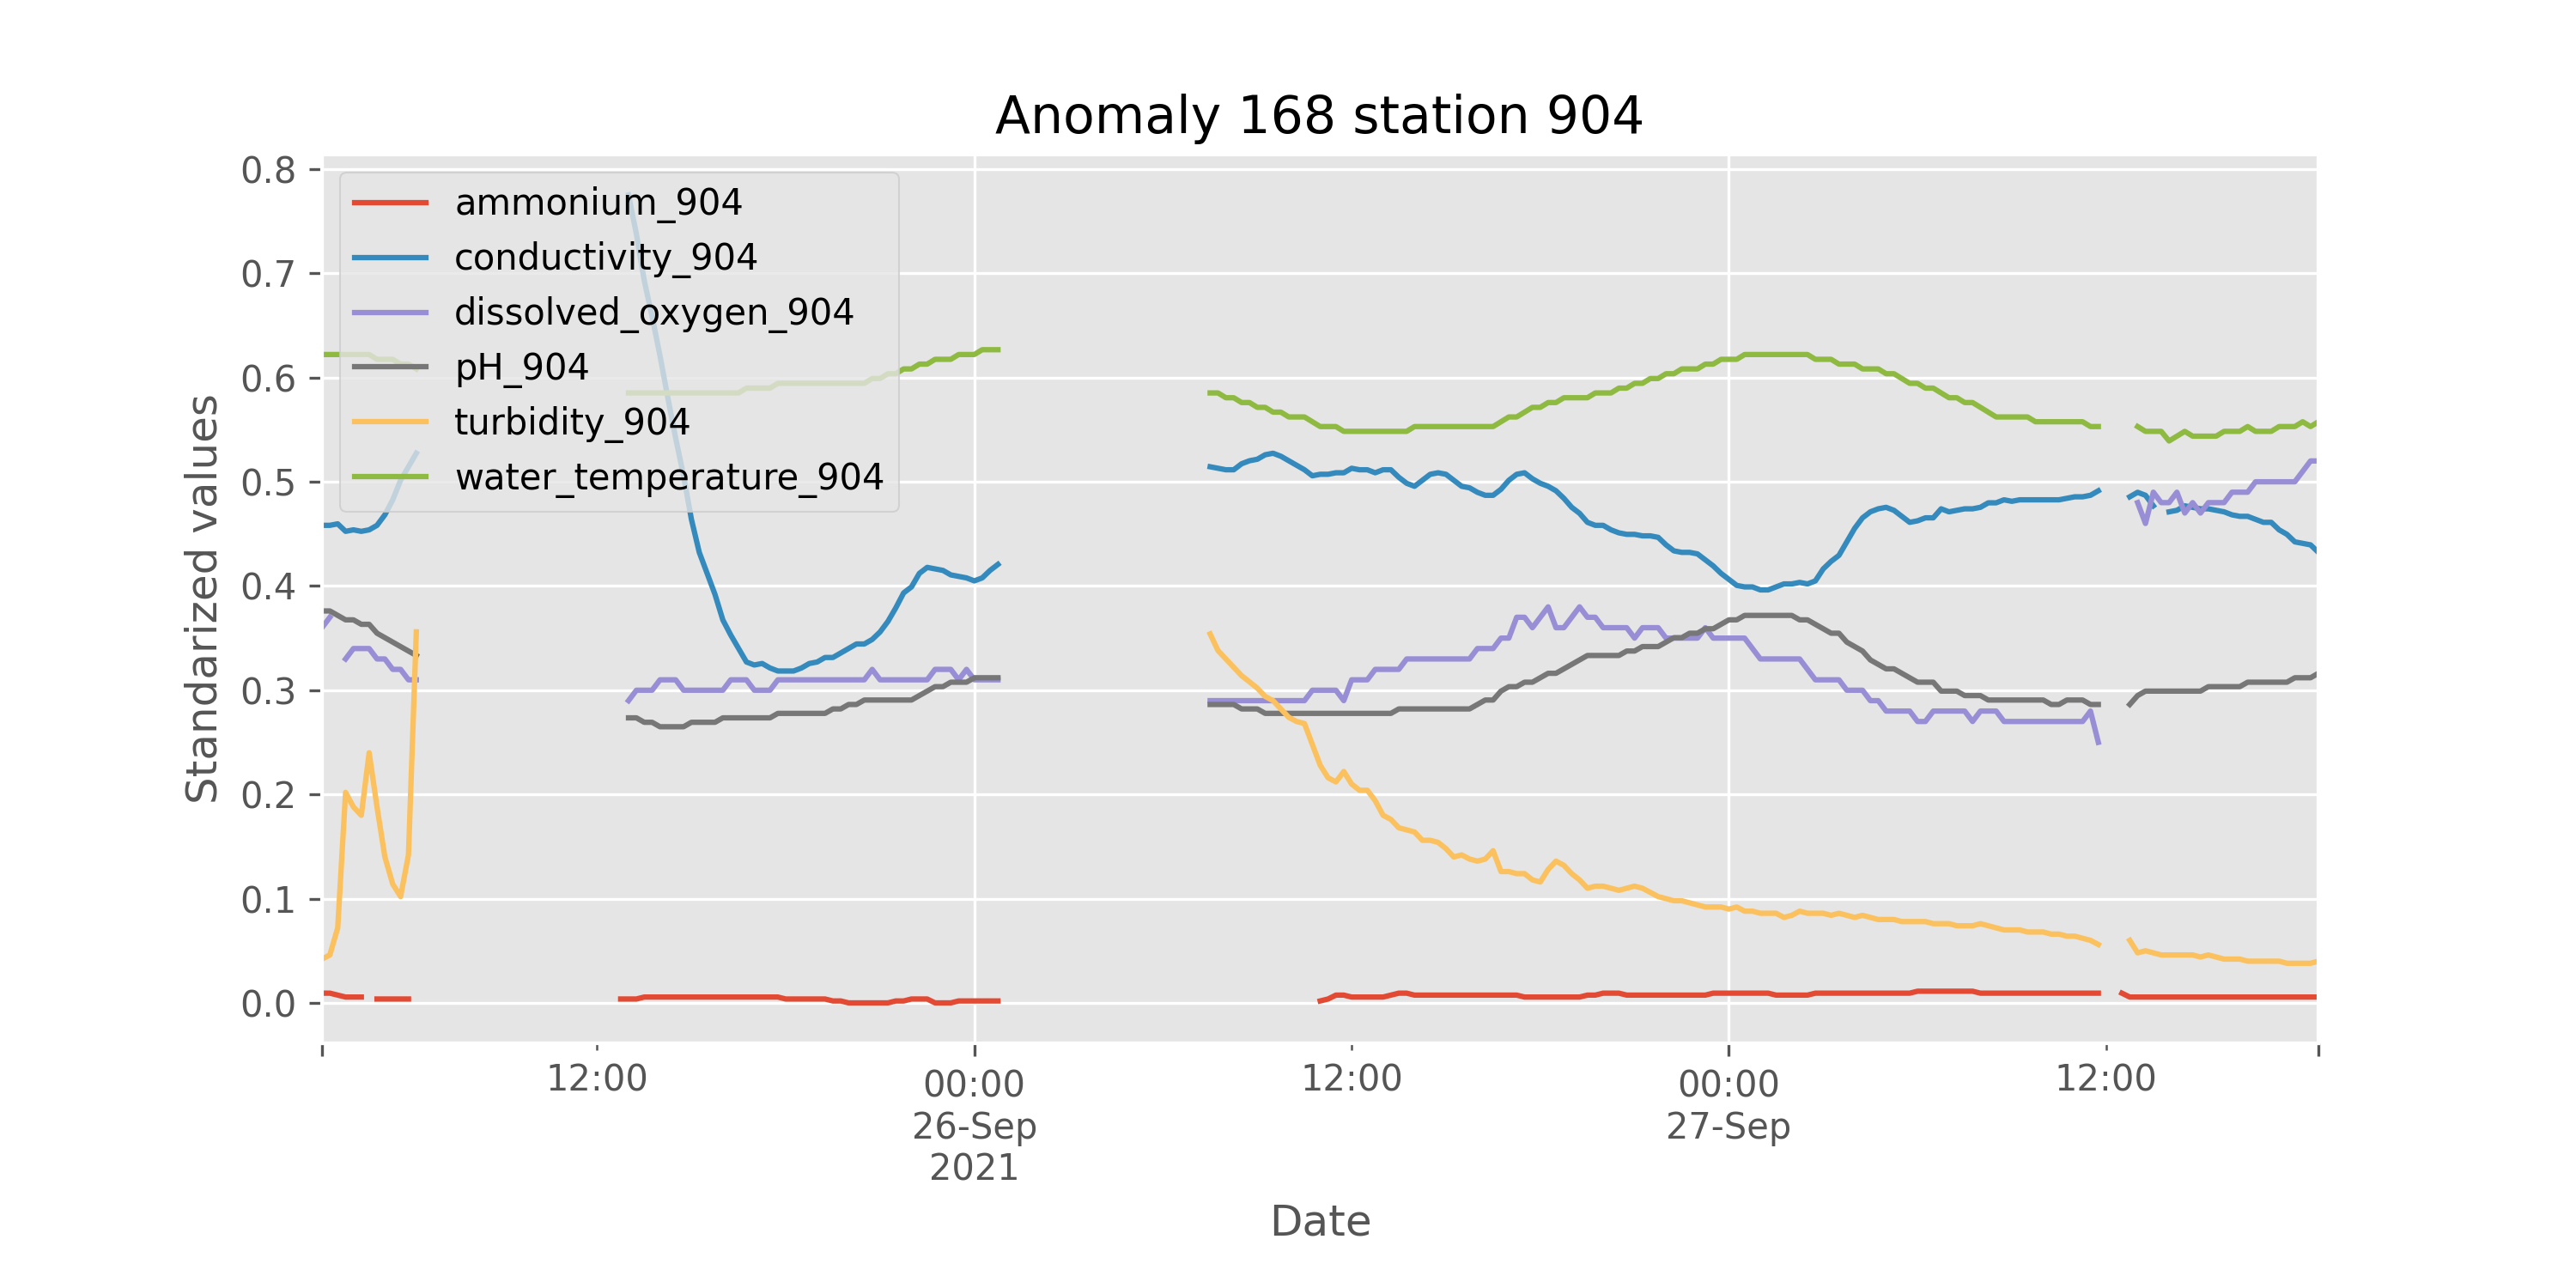 Anomaly 168 station 904
0.8
0.7
0.6
0.5
0.4
0.3
0.2
0.1
0.0
Standarized values
ammonium_904
conductivity_904
dissolved_oxygen_904
pH_904
turbidity_904
water_temperature_904
12:00
00:00
26-Sep
2021
12:00
00:00
27-Sep
12:00
Date